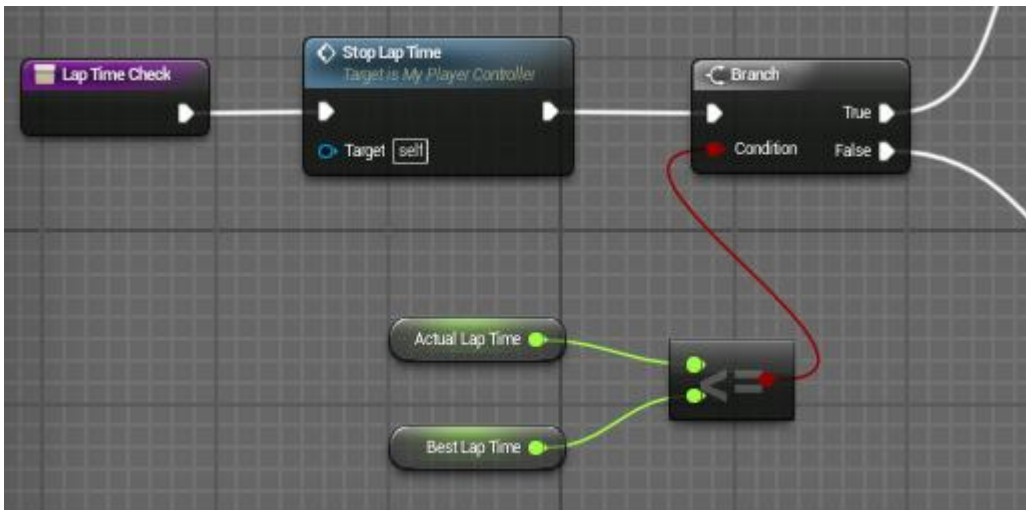 Lap Time Check
Stop Lap Time
Target is My Player Controller
Target self
Branch
True
Condition False
Actual Lap Time
<=
Best Lap Time